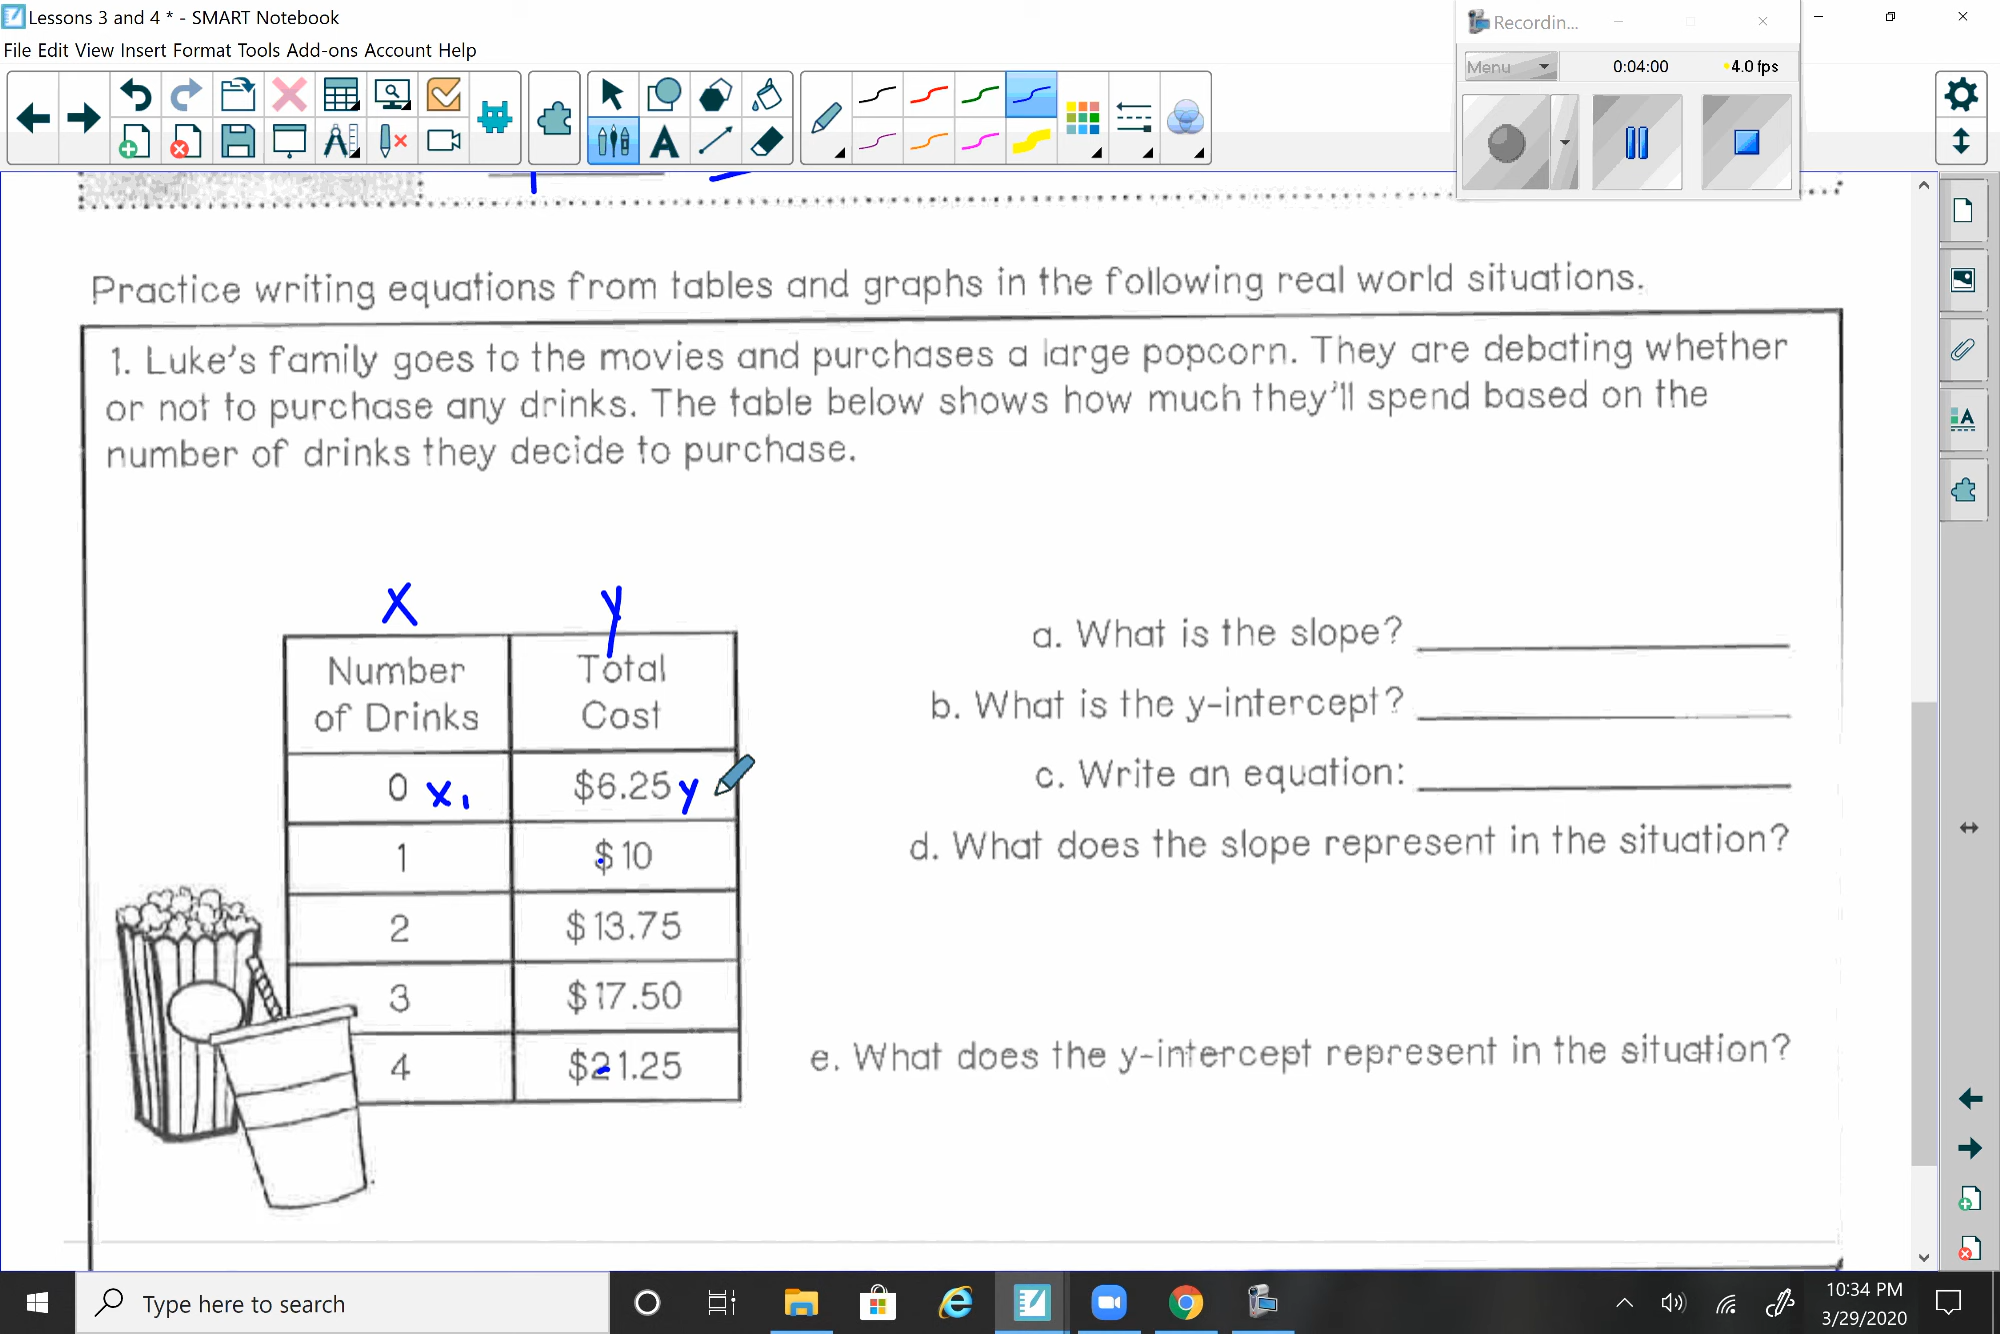 Lessons 3 and 4 * - SMART Notebook
Recordin...
File Edit View Insert Format Tools Add-ons Account Help
Menu
0:04:00
4.0 fps
Practice writing equations from tables and graphs in the following real world situations.
1. Luke's family goes to the movies and purchases a large popcorn. They are debating whether
or not to purchase any drinks. The table below shows how much they'll spend based on the
number of drinks they decide to purchase.
x y
Number of Drinks
Total Cost
0 x₁ $6.25 y
1 $10
2 $13.75
3 $17.50
4 $21.25
a. What is the slope?
b. What is the y-intercept?
c. Write an equation:
d. What does the slope represent in the situation?
e. What does the y-intercept represent in the situation?
Type here to search
10:34 PM
3/29/2020